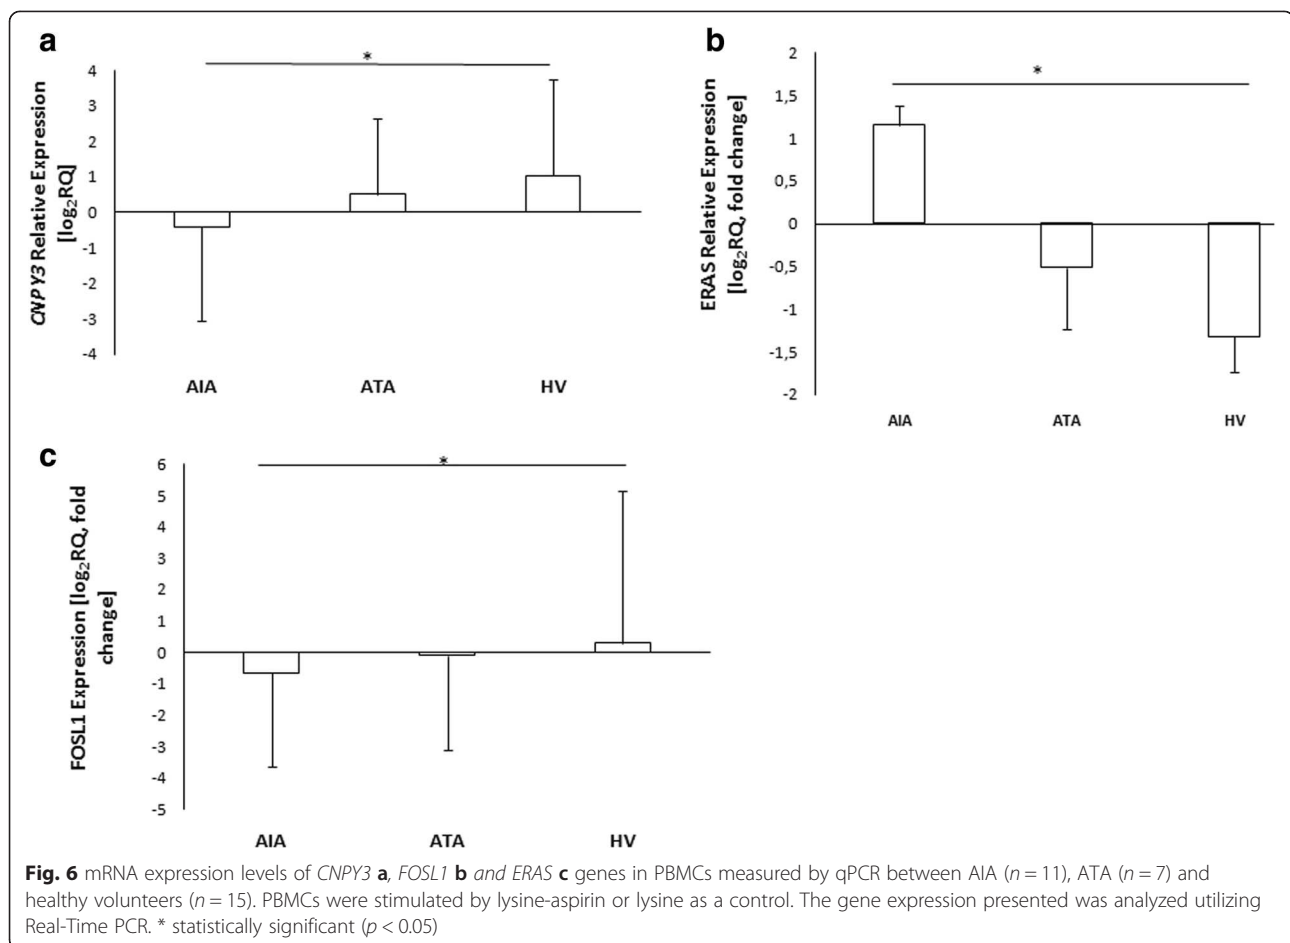 a
*
CNPY3 Relative Expression
[log₂RQ]
4
3
2
1
0
-1
-2
-3
-4
AIA ATA HV
b
*
ERAS Relative Expression
[log₂RQ, fold change]
2
1,5
1
0,5
0
-0,5
-1
-1,5
-2
AIA ATA HV
c
*
FOSL1 Expression [log₂RQ, fold
change]
6
5
4
3
2
1
0
-1
-2
-3
-4
-5
AIA ATA HV
Fig. 6 mRNA expression levels of CNPY3 a, FOSL1 b and ERAS c genes in PBMCs measured by qPCR between AIA (n = 11), ATA (n = 7) and
healthy volunteers (n = 15). PBMCs were stimulated by lysine-aspirin or lysine as a control. The gene expression presented was analyzed utilizing
Real-Time PCR. * statistically significant (p < 0.05)